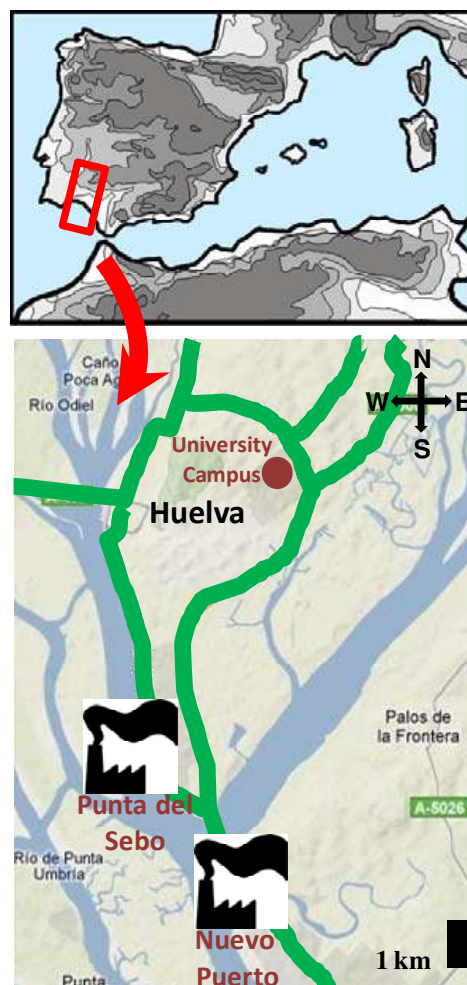 Caño
Poca Ag
Río Odiel
N
W
E
S
University
Campus
Huelva
Palos de
la Frontera
A-5026
Punta del
Sebo
Río de Punta
Umbria
Nuevo
Puerto
1 km
Punta